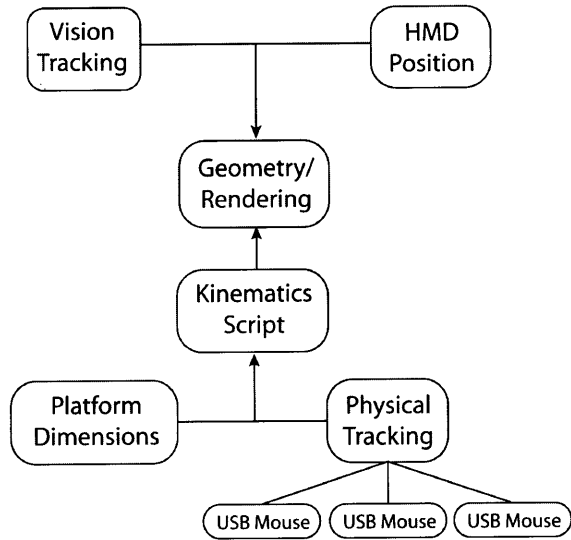 Vision
Tracking
HMD
Position
Geometry/
Rendering
Kinematics
Script
Platform
Dimensions
Physical
Tracking
USB Mouse
USB Mouse
USB Mouse